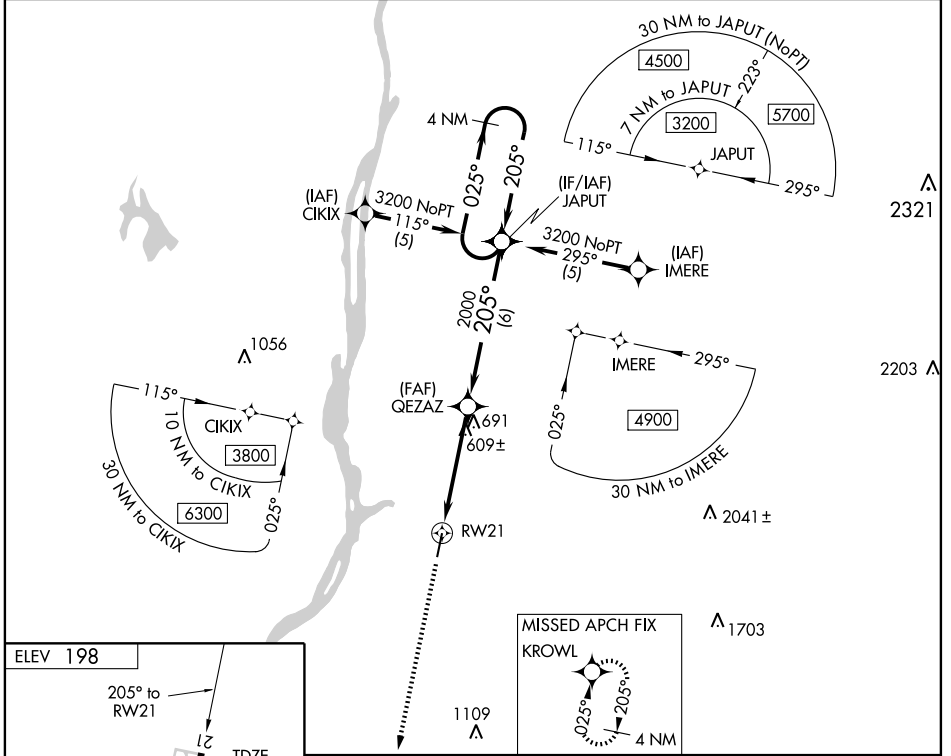 30 NM to JAPUT (NoPT)
4500
223°
7 NM to JAPUT
5700
3200
115°
JAPUT
295°
4 NM
025°
205°
(IF/IAF)
JAPUT
(IAF)
CIKIX
3200 NoPT
115°
(5)
3200 NoPT
295°
(5)
(IAF)
IMERE
2321
2000
205°
(6)
1056
IMERE
295°
2203
115°
CIKIX
10 NM to CIKIX
3800
30 NM to CIKIX
6300
025°
(FAF)
QEZAZ
691
609±
025°
4900
30 NM to IMERE
2041±
RW21
MISSED APCH FIX
KROWL
025°
205°
4 NM
1703
1109
ELEV 198
205° to
RW21
21
TDZE